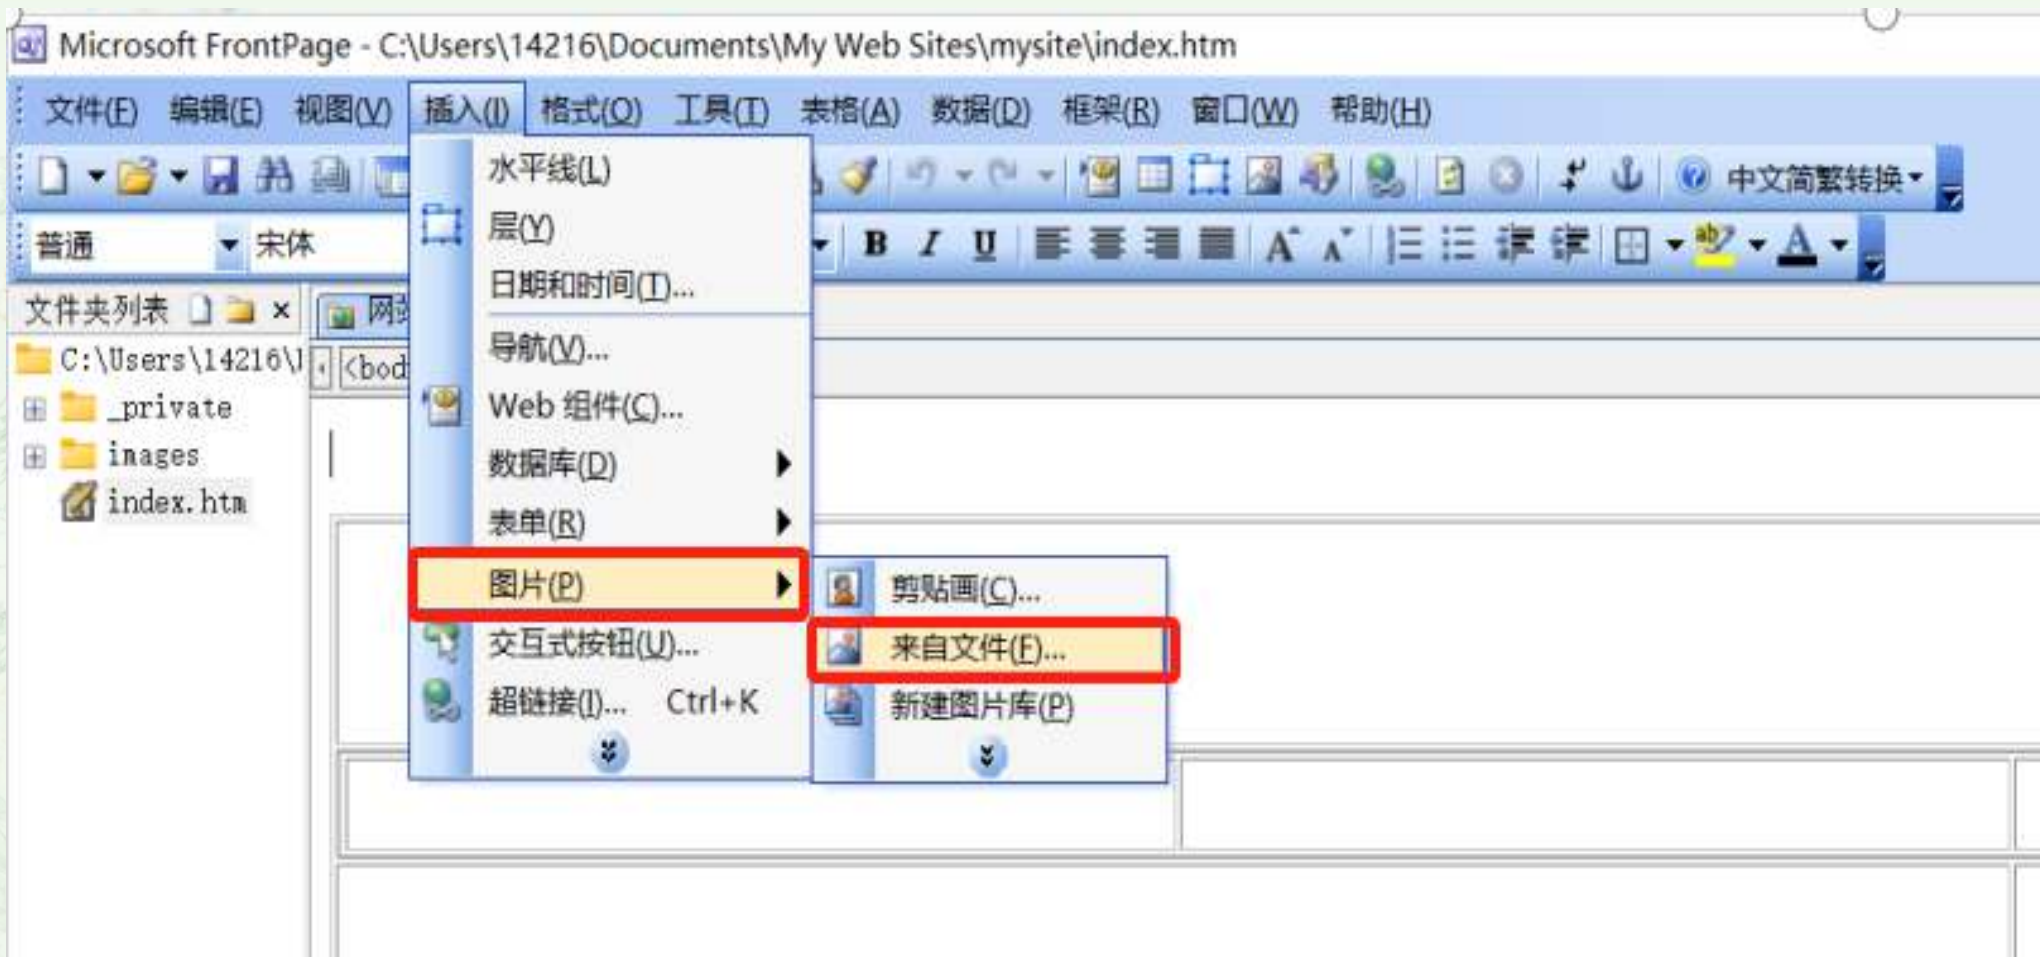 Microsoft FrontPage - C:\Users\14216\Documents\My Web Sites\mysite\index.htm
文件(F) 编辑(E) 视图(V) 插入(I) 格式(O) 工具(T) 表格(A) 数据(D) 框架(R) 窗口(W) 帮助(H)
中文简繁转换
普通 宋体 B I U A A ab A
文件夹列表
C:\Users\14216\
_private
images
index.htm
<bod
水平线(L)
层(Y)
日期和时间(T)...
导航(V)...
Web 组件(C)...
数据库(D)
表单(R)
图片(P)
交互式按钮(U)...
超链接(I)... Ctrl+K
剪贴画(C)...
来自文件(F)...
新建图片库(P)